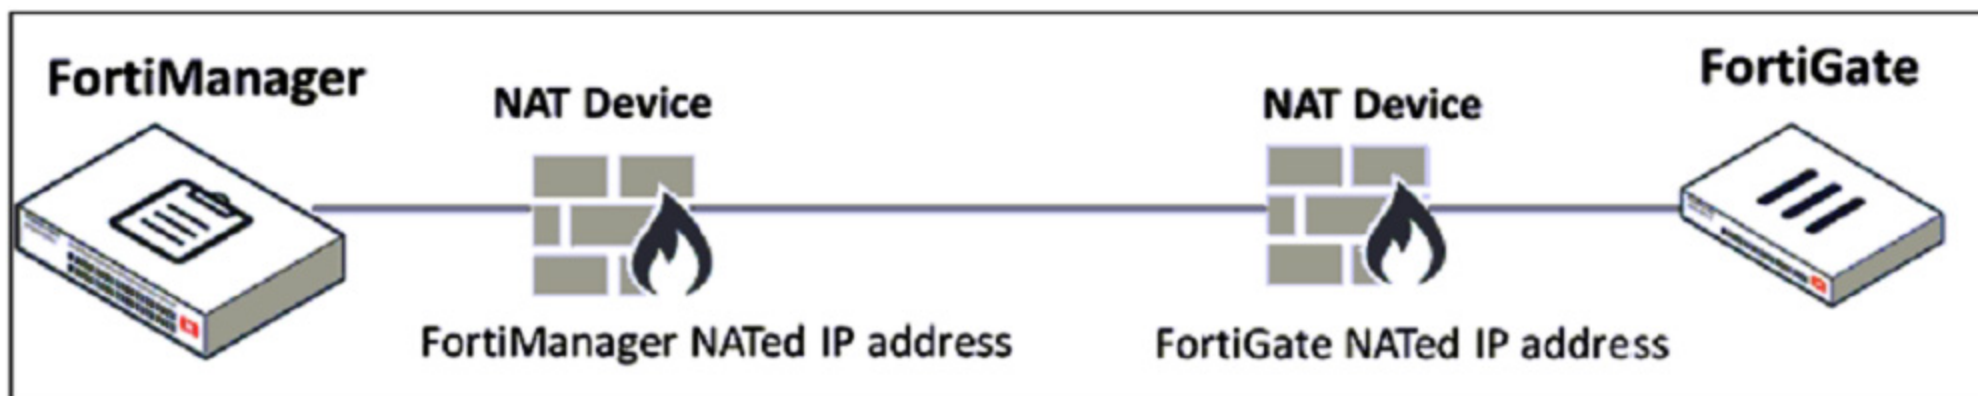 FortiManager
NAT Device
NAT Device
FortiGate
FortiManager NATed IP address
FortiGate NATed IP address